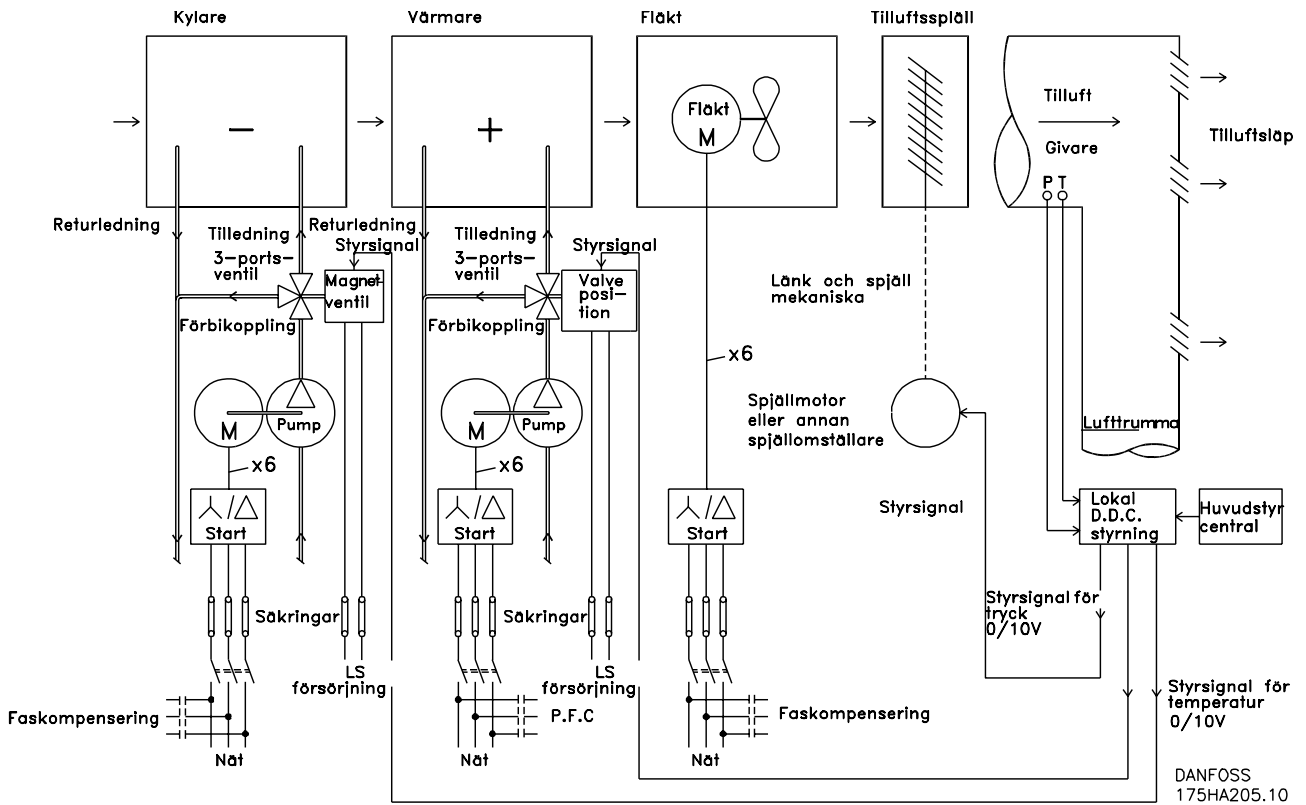 Kylare
Värmare
Fläkt
Tilluftsspjäll
−
+
Fläkt
M
Tilluft
Givare
P T
Tilluftsläp
Returledning
Tilledning
3-ports-
ventil
Returledning
Styrsignal
Magnet-
ventil
Förbikoppling
Tilledning
3-ports-
ventil
Styrsignal
Valve
posi-
tion
Förbikoppling
Länk och spjäll
mekaniska
x6
M
Pump
x6
M
Pump
x6
Spjällmotor
eller annan
spjällomställare
Lufttrumma
Start
Start
Start
Styrsignal
Lokal
D.D.C.
styrning
Huvudstyr
central
Säkringar
Säkringar
Styrsignal för
tryck
0/10V
LS
försörjning
LS
försörjning
Styrsignal för
temperatur
0/10V
Faskompensering
P.F.C
Faskompensering
Nät
Nät
Nät
DANFOSS
175HA205.10